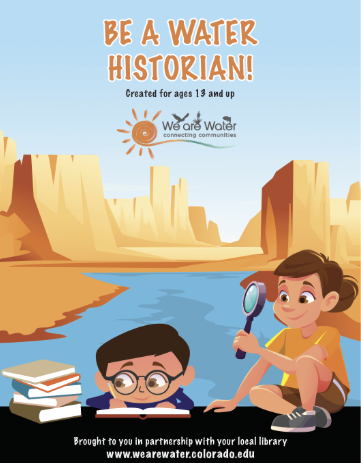 BE A WATER
HISTORIAN!
Created for ages 13 and up
We are Water
connecting communities
Brought to you in partnership with your local library
www.wearewater.colorado.edu